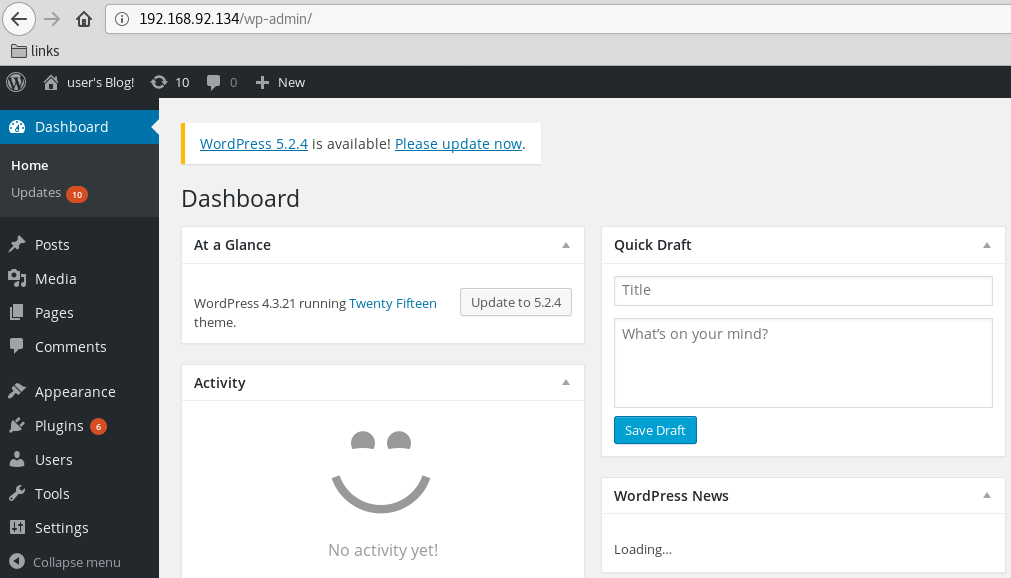 192.168.92.134/wp-admin/
links
user's Blog! 10 0 New
Dashboard
Home
Updates 10
Posts
Media
Pages
Comments
Appearance
Plugins 6
Users
Tools
Settings
Collapse menu
WordPress 5.2.4 is available! Please update now.
Dashboard
At a Glance
WordPress 4.3.21 running Twenty Fifteen
theme.
Update to 5.2.4
Activity
No activity yet!
Quick Draft
Title
What's on your mind?
Save Draft
WordPress News
Loading...